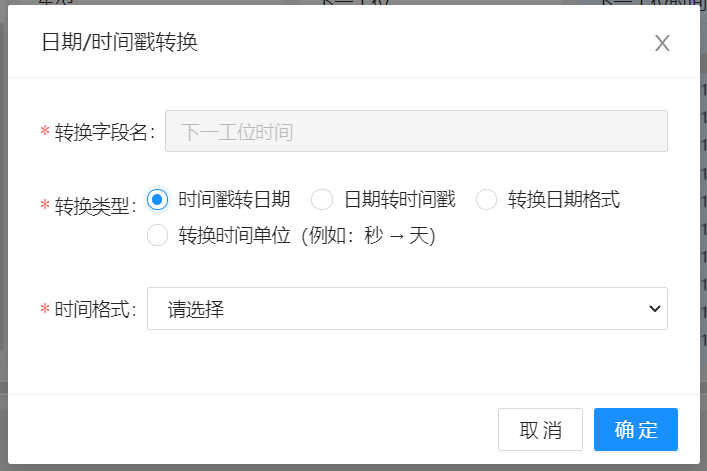 日期/时间戳转换
X
* 转换字段名：
下一工位时间
* 转换类型：
时间戳转日期
日期转时间戳
转换日期格式
转换时间单位（例如：秒 → 天）
* 时间格式：
请选择
取 消
确 定